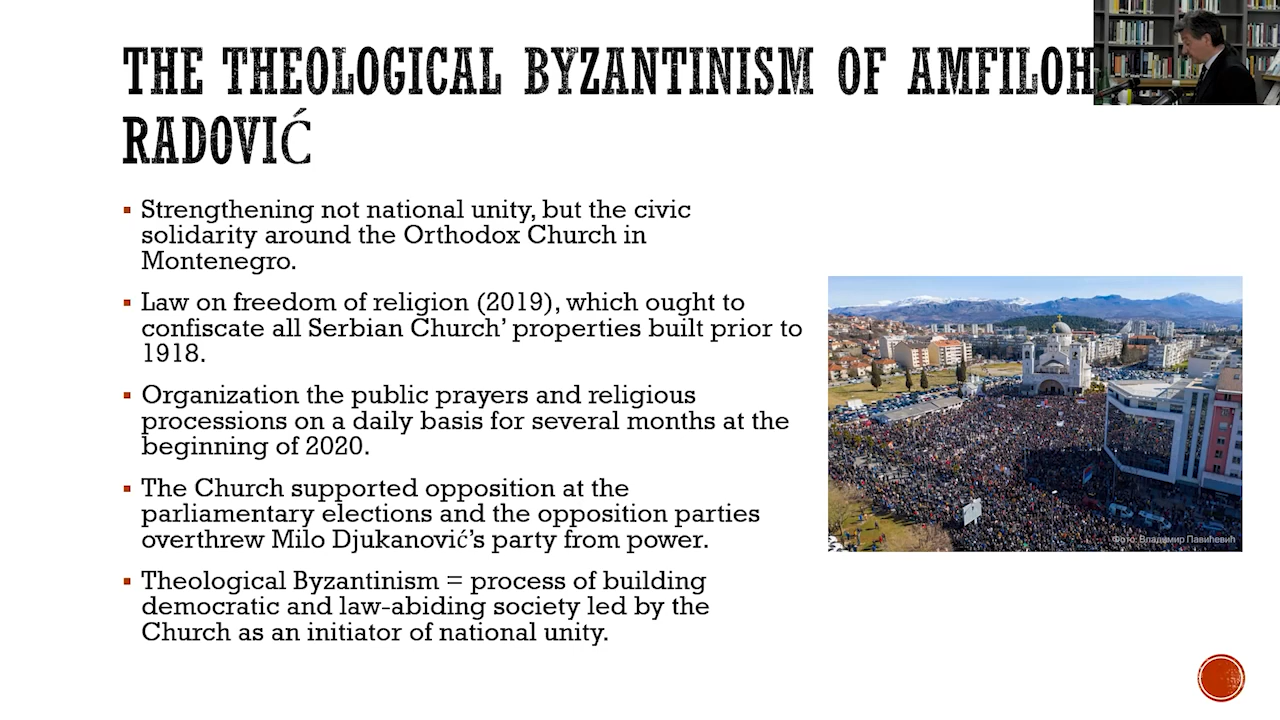 THE THEOLOGICAL BYZANTINISM OF AMFILOH
RADOVIĆ
Strengthening not national unity, but the civic
solidarity around the Orthodox Church in
Montenegro.
Law on freedom of religion (2019), which ought to
confiscate all Serbian Church’ properties built prior to
1918.
Organization the public prayers and religious
processions on a daily basis for several months at the
beginning of 2020.
The Church supported opposition at the
parliamentary elections and the opposition parties
overthrew Milo Djukanović’s party from power.
Theological Byzantinism = process of building
democratic and law-abiding society led by the
Church as an initiator of national unity.
Фото: Владимир Павићевић